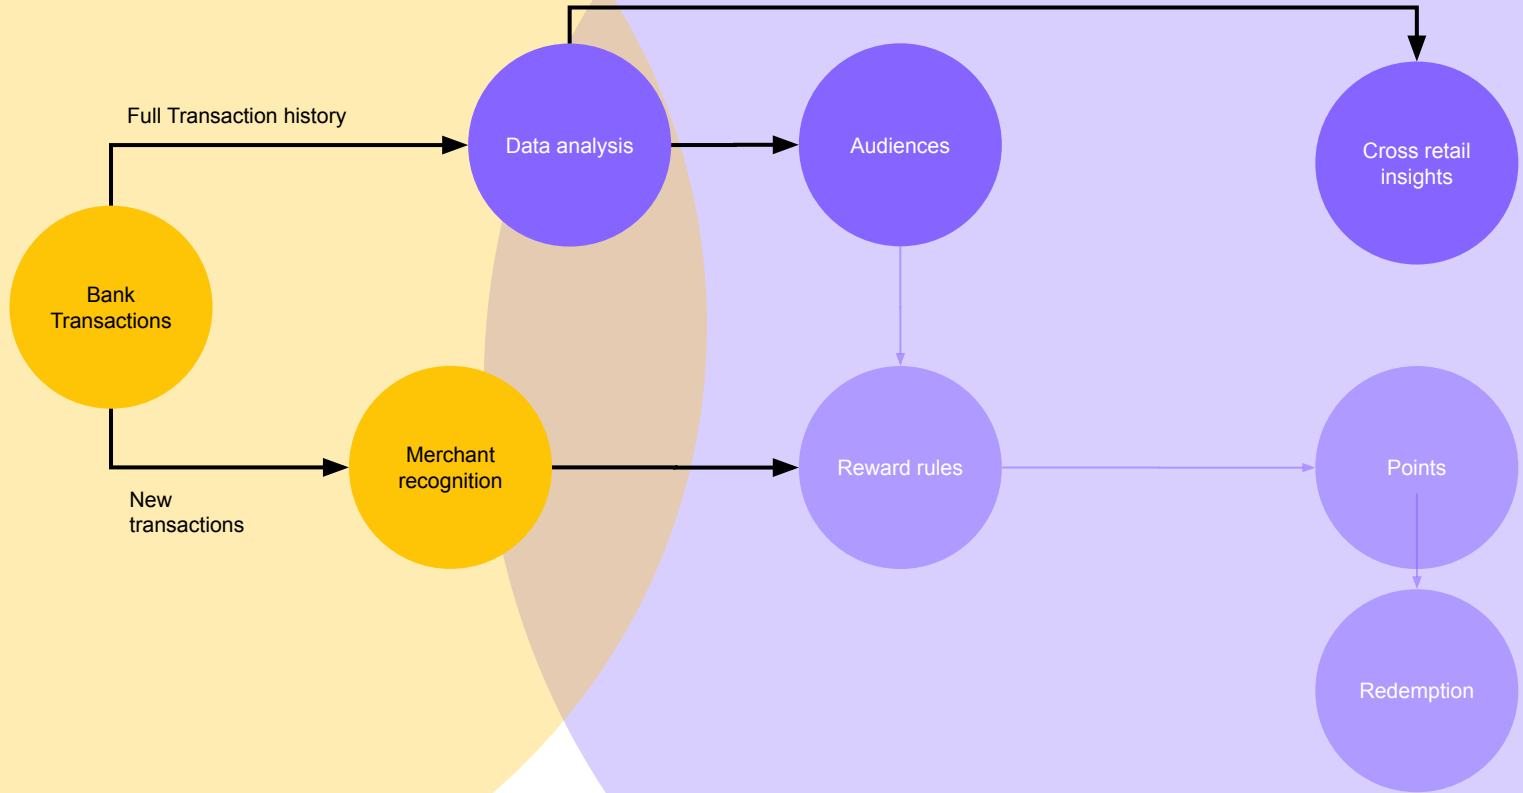 Full Transaction history
Data analysis
Audiences
Cross retail
insights
Bank
Transactions
Merchant
recognition
Reward rules
Points
New
transactions
Redemption